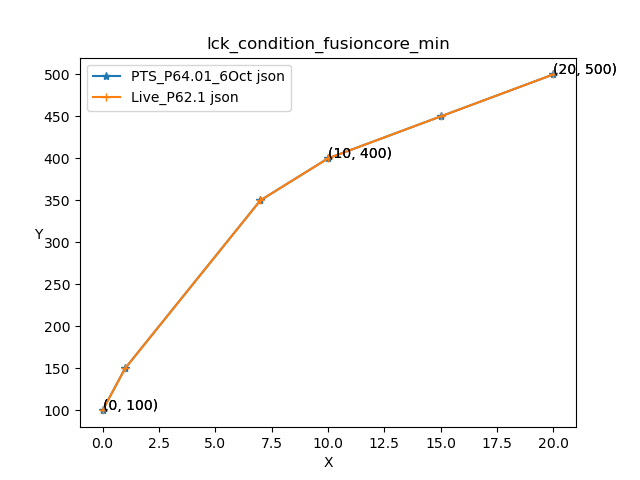 lck_condition_fusioncore_min
PTS_P64.01_6Oct json
Live_P62.1 json
(20, 500)
(10, 400)
(0, 100)
500
450
400
350
300
250
200
150
100
Y
0.0 2.5 5.0 7.5 10.0 12.5 15.0 17.5 20.0
X